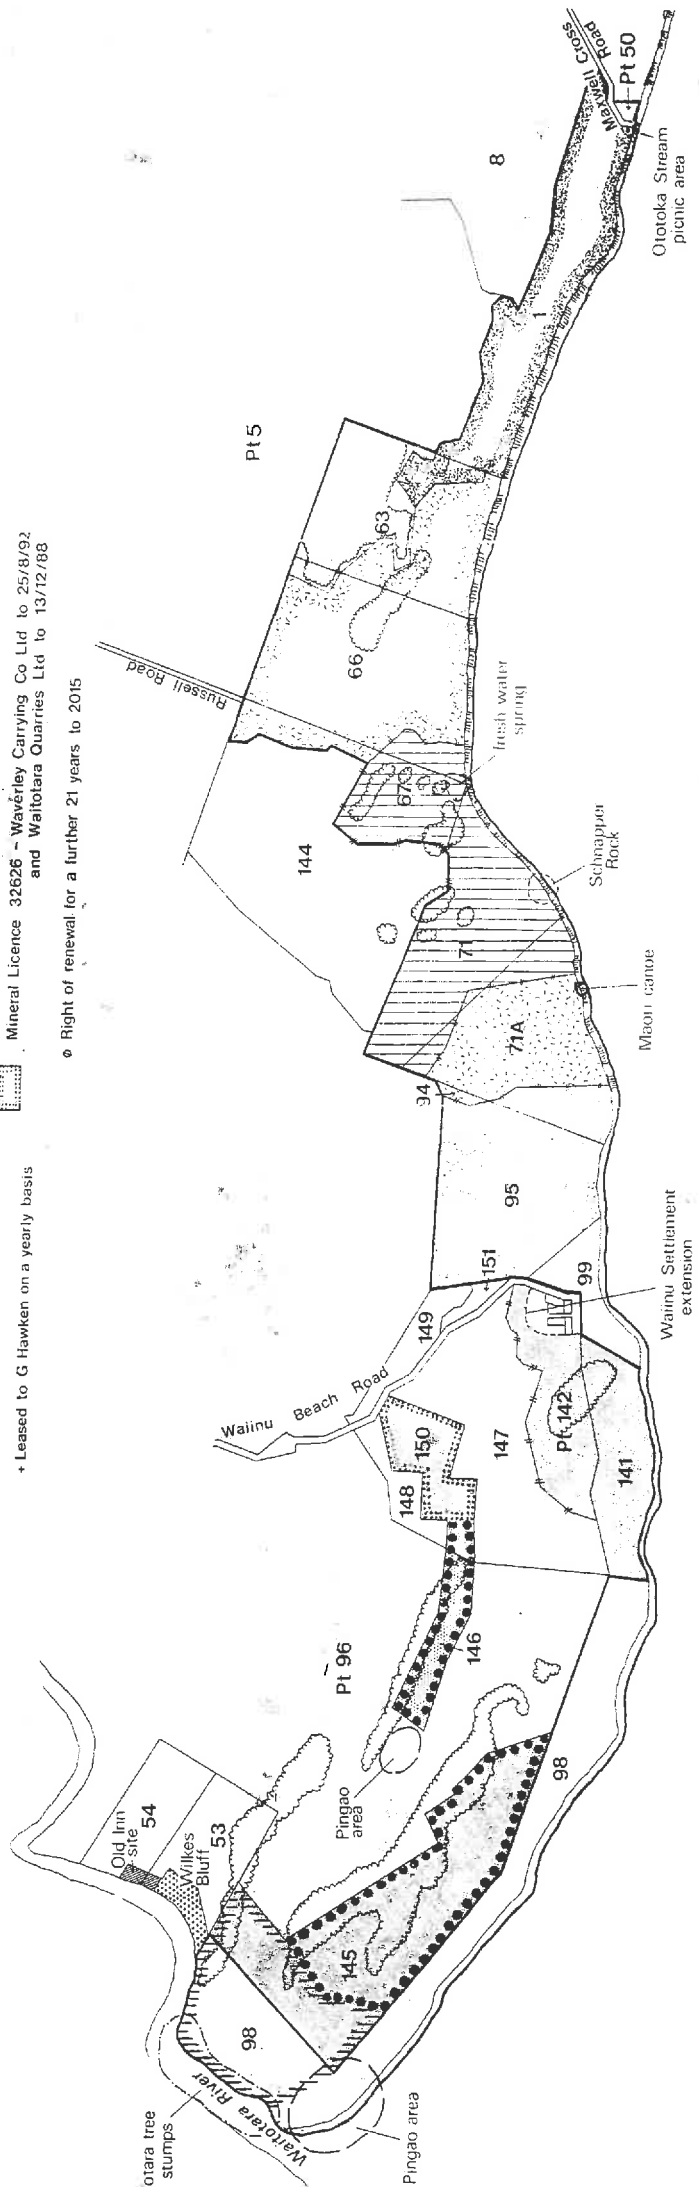 Mineral Licence 32626 - Waverley Carrying Co Ltd to 25/8/92
and Waitotara Quarries Ltd to 13/12/88
ø Right of renewal for a further 21 years to 2015
+ Leased to G Hawken on a yearly basis
otara tree
stumps
Waitotara River
Pingao area
98
Old Inn
site
Wilkes
Bluff
54
53
145
98
Pingao
area
Pt 96
146
148
150
147
Waiinu Beach Road
149
151
Pt 142
141
99
Waiinu Settlement
extension
95
94
71A
Maori canoe
71
Schnapper
Rock
144
67
fresh water
spring
Russell Road
66
63
Pt 5
1
8
Maxwell Cross
Road
Pt 50
Ototoka Stream
picnic area